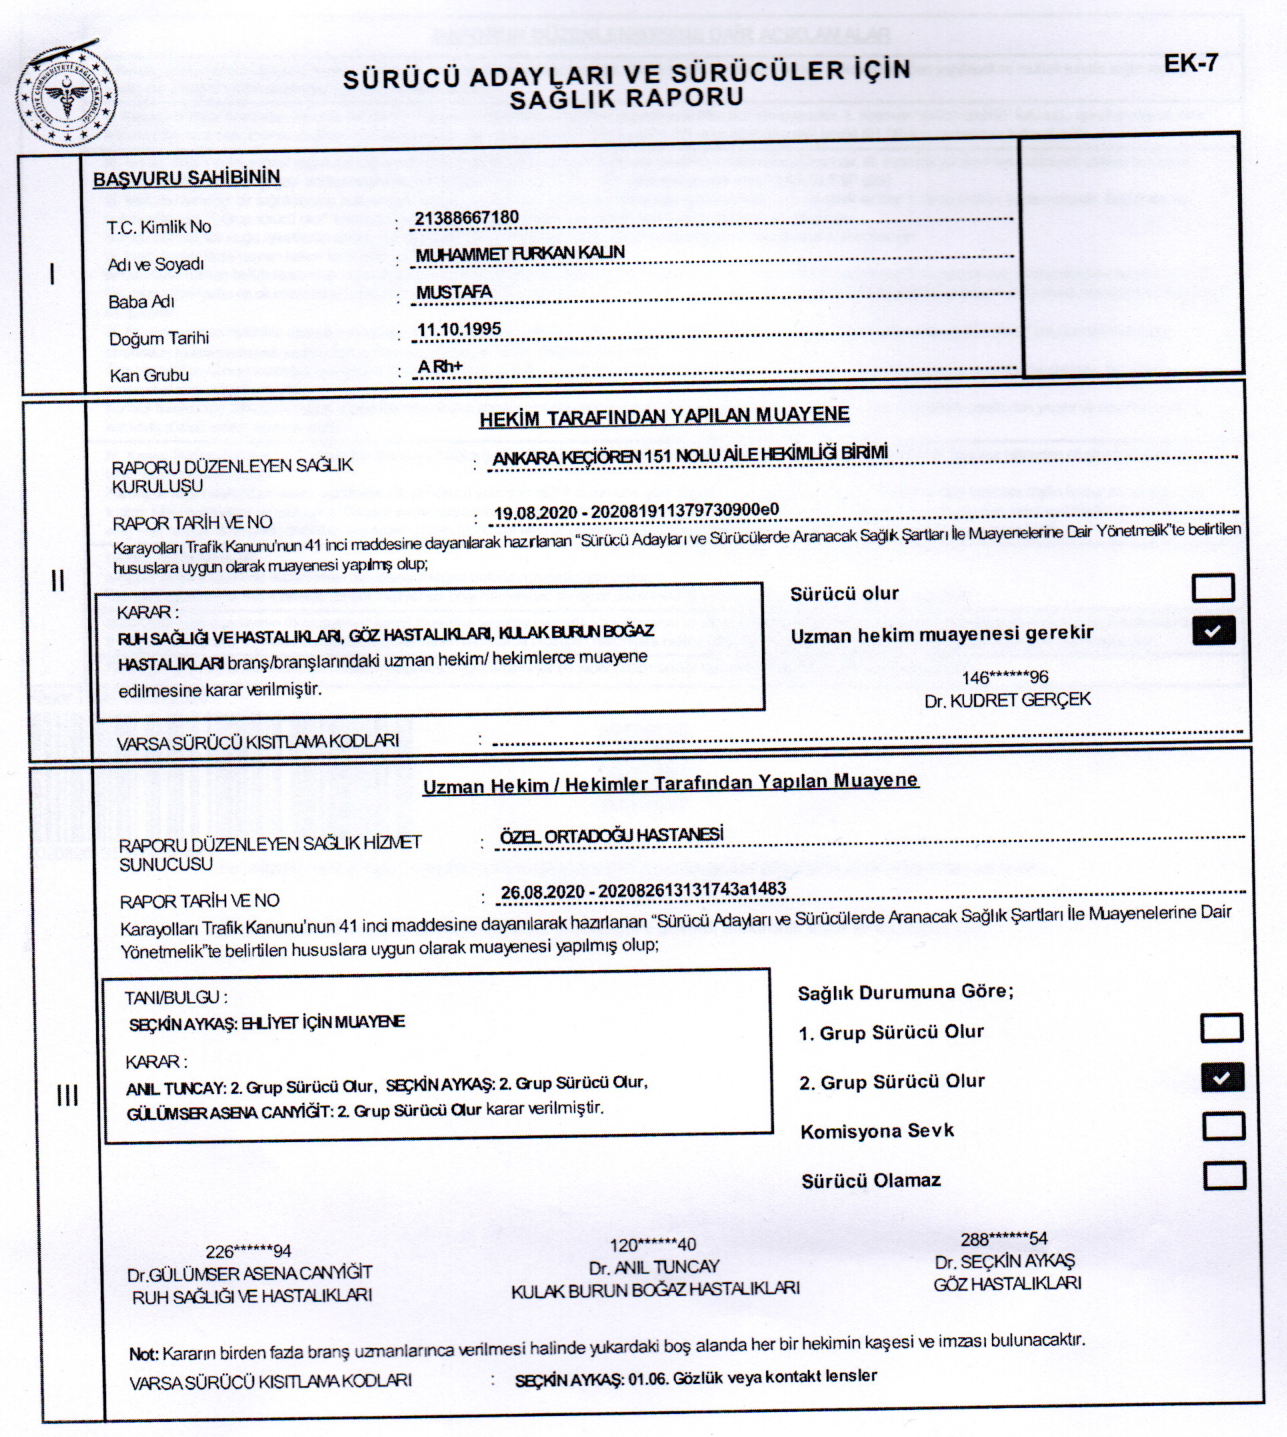 EK-7
SÜRÜCÜ ADAYLARI VE SÜRÜCÜLER İÇİN
SAĞLIK RAPORU
I
BAŞVURU SAHİBİNİN
T.C. Kimlik No : 21388667180
Adı ve Soyadı : MUHAMMET FURKAN KALIN
Baba Adı : MUSTAFA
Doğum Tarihi : 11.10.1995
Kan Grubu : A Rh+
II
HEKİM TARAFINDAN YAPILAN MUAYENE
RAPORU DÜZENLEYEN SAĞLIK : ANKARA KEÇİÖREN 151 NOLU AİLE HEKİMLİĞİ BİRİMİ
KURULUŞU
RAPOR TARİH VE NO : 19.08.2020 - 202081911379730900e0
Karayolları Trafik Kanunu'nun 41 inci maddesine dayanılarak hazırlanan “Sürücü Adayları ve Sürücülerde Aranacak Sağlık Şartları İle Muayenelerine Dair Yönetmelik”te belirtilen
hususlara uygun olarak muayenesi yapılmış olup;
KARAR :
RUH SAĞLIĞI VE HASTALIKLARI, GÖZ HASTALIKLARI, KULAK BURUN BOĞAZ
HASTALIKLARI branş/branşlarındaki uzman hekim/ hekimlerce muayene
edilmesine karar verilmiştir.
Sürücü olur
Uzman hekim muayenesi gerekir
146******96
Dr. KUDRET GERÇEK
VARSA SÜRÜCÜ KISITLAMA KODLARI :
III
Uzman Hekim / Hekimler Tarafından Yapılan Muayene
RAPORU DÜZENLEYEN SAĞLIK HİZMET : ÖZEL ORTADOĞU HASTANESİ
SUNUCUSU
RAPOR TARİH VE NO : 26.08.2020 - 202082613131743a1483
Karayolları Trafik Kanunu'nun 41 inci maddesine dayanılarak hazırlanan “Sürücü Adayları ve Sürücülerde Aranacak Sağlık Şartları İle Muayenelerine Dair
Yönetmelik”te belirtilen hususlara uygun olarak muayenesi yapılmış olup;
TANI/BULGU :
SEÇKİN AYKAŞ: EHLİYET İÇİN MUAYENE
KARAR :
ANIL TUNCAY: 2. Grup Sürücü Olur, SEÇKİN AYKAŞ: 2. Grup Sürücü Olur,
GÜLÜMSER ASENA CANYİĞİT: 2. Grup Sürücü Olur karar verilmiştir.
Sağlık Durumuna Göre;
1. Grup Sürücü Olur
2. Grup Sürücü Olur
Komisyona Sevk
Sürücü Olamaz
226******94
Dr.GÜLÜMSER ASENA CANYİĞİT
RUH SAĞLIĞI VE HASTALIKLARI
120******40
Dr. ANIL TUNCAY
KULAK BURUN BOĞAZ HASTALIKLARI
288******54
Dr. SEÇKİN AYKAŞ
GÖZ HASTALIKLARI
Not: Kararın birden fazla branş uzmanlarınca verilmesi halinde yukardaki boş alanda her bir hekimin kaşesi ve imzası bulunacaktır.
VARSA SÜRÜCÜ KISITLAMA KODLARI : SEÇKİN AYKAŞ: 01.06. Gözlük veya kontakt lensler